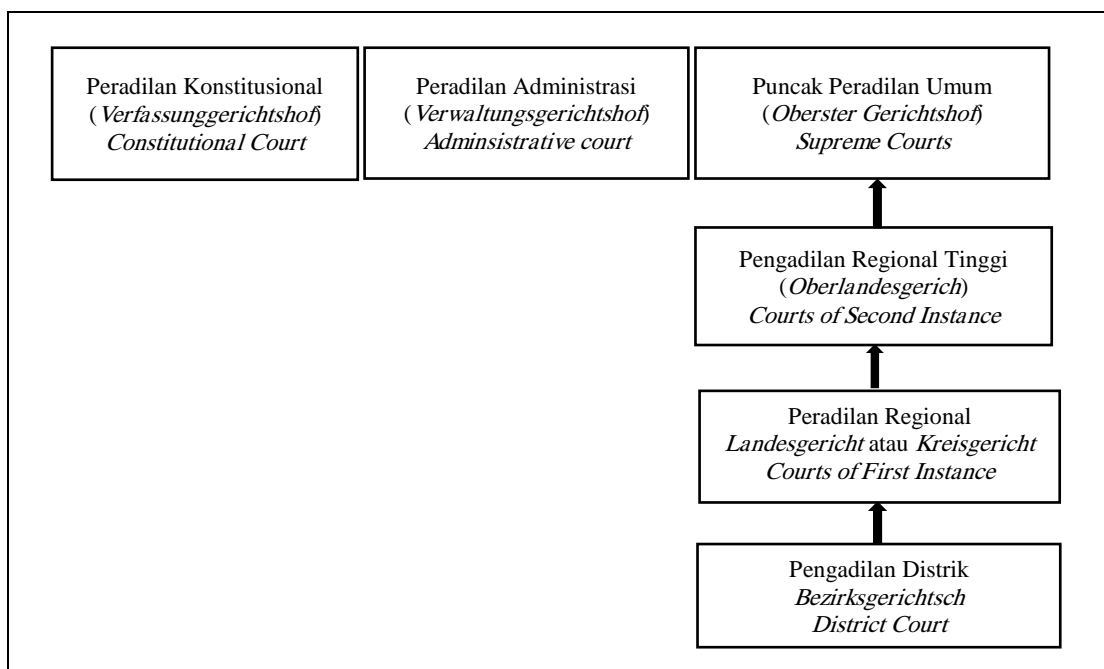 Peradilan Konstitusional
(Verfassunggerichtshof)
Constitutional Court
Peradilan Administrasi
(Verwaltungsgerichtshof)
Adminsistrative court
Puncak Peradilan Umum
(Oberster Gerichtshof)
Supreme Courts
Pengadilan Regional Tinggi
(Oberlandesgerich)
Courts of Second Instance
Peradilan Regional
Landesgericht atau Kreisgericht
Courts of First Instance
Pengadilan Distrik
Bezirksgerichtsch
District Court